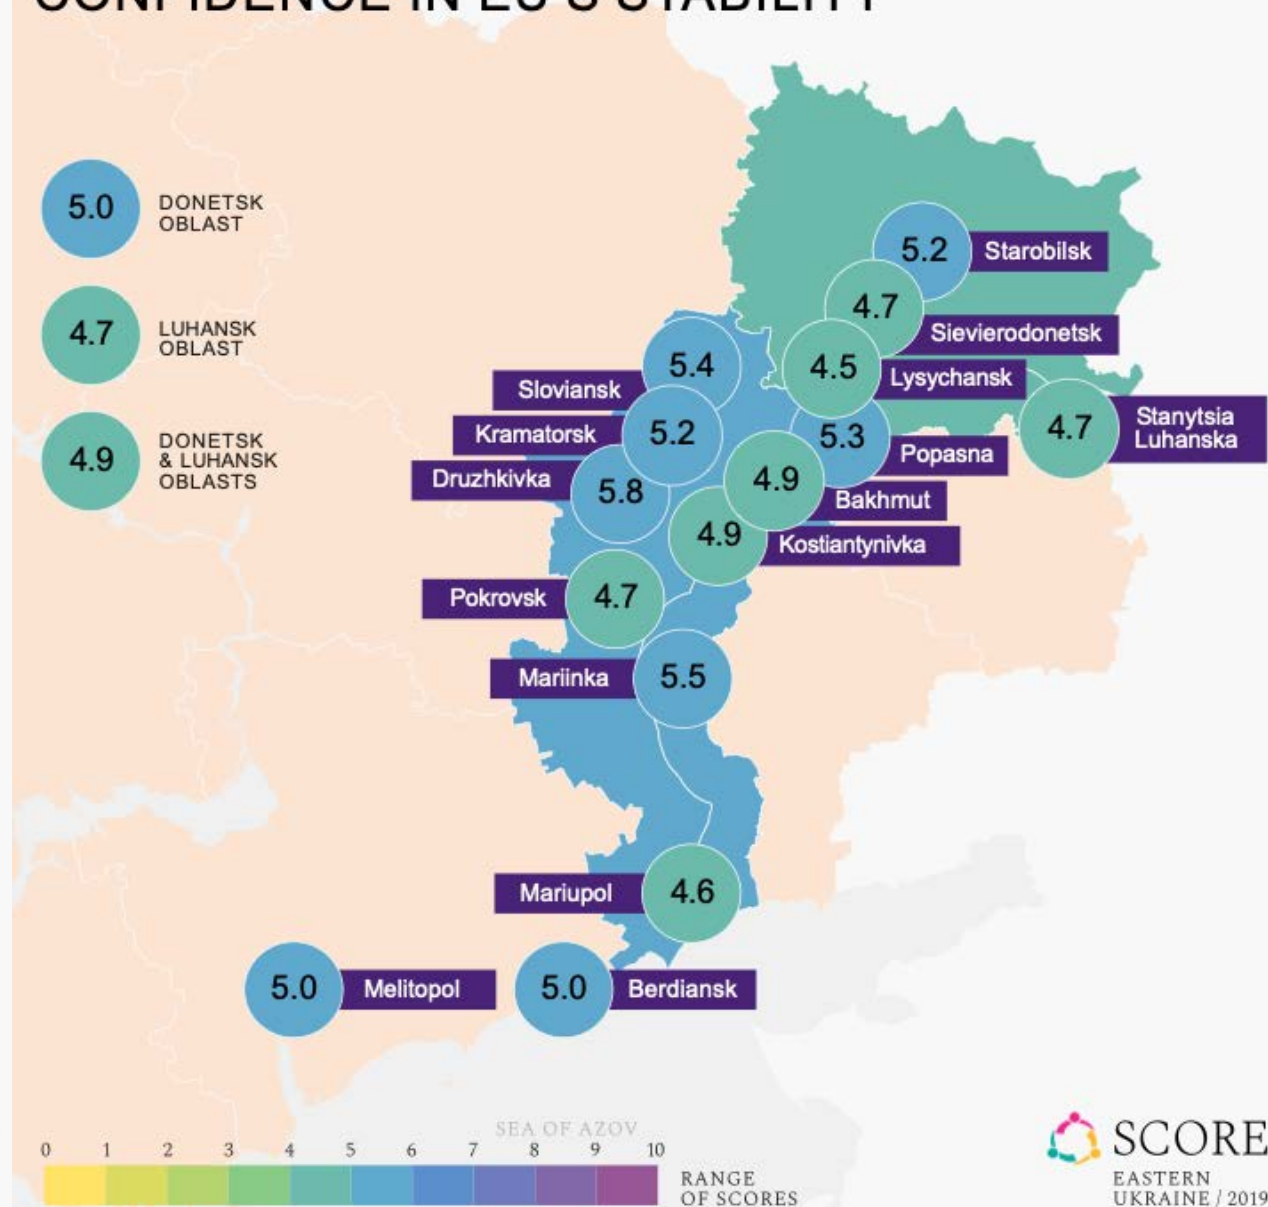 CONFIDENCE IN EU'S STABILITY
5.0
DONETSK
OBLAST
4.7
LUHANSK
OBLAST
4.9
DONETSK
& LUHANSK
OBLASTS
5.2
Starobilsk
4.7
Sievierodonetsk
5.4
Sloviansk
4.5
Lysychansk
4.7
Stanytsia
Luhanska
5.2
Kramatorsk
5.3
Popasna
5.8
Druzhkivka
4.9
Bakhmut
4.9
Kostiantynivka
Pokrovsk
4.7
Mariinka
5.5
Mariupol
4.6
5.0
Melitopol
5.0
Berdiansk
SEA OF AZOV
0 1 2 3 4 5 6 7 8 9 10
RANGE
OF SCORES
SCORE
EASTERN
UKRAINE / 2019